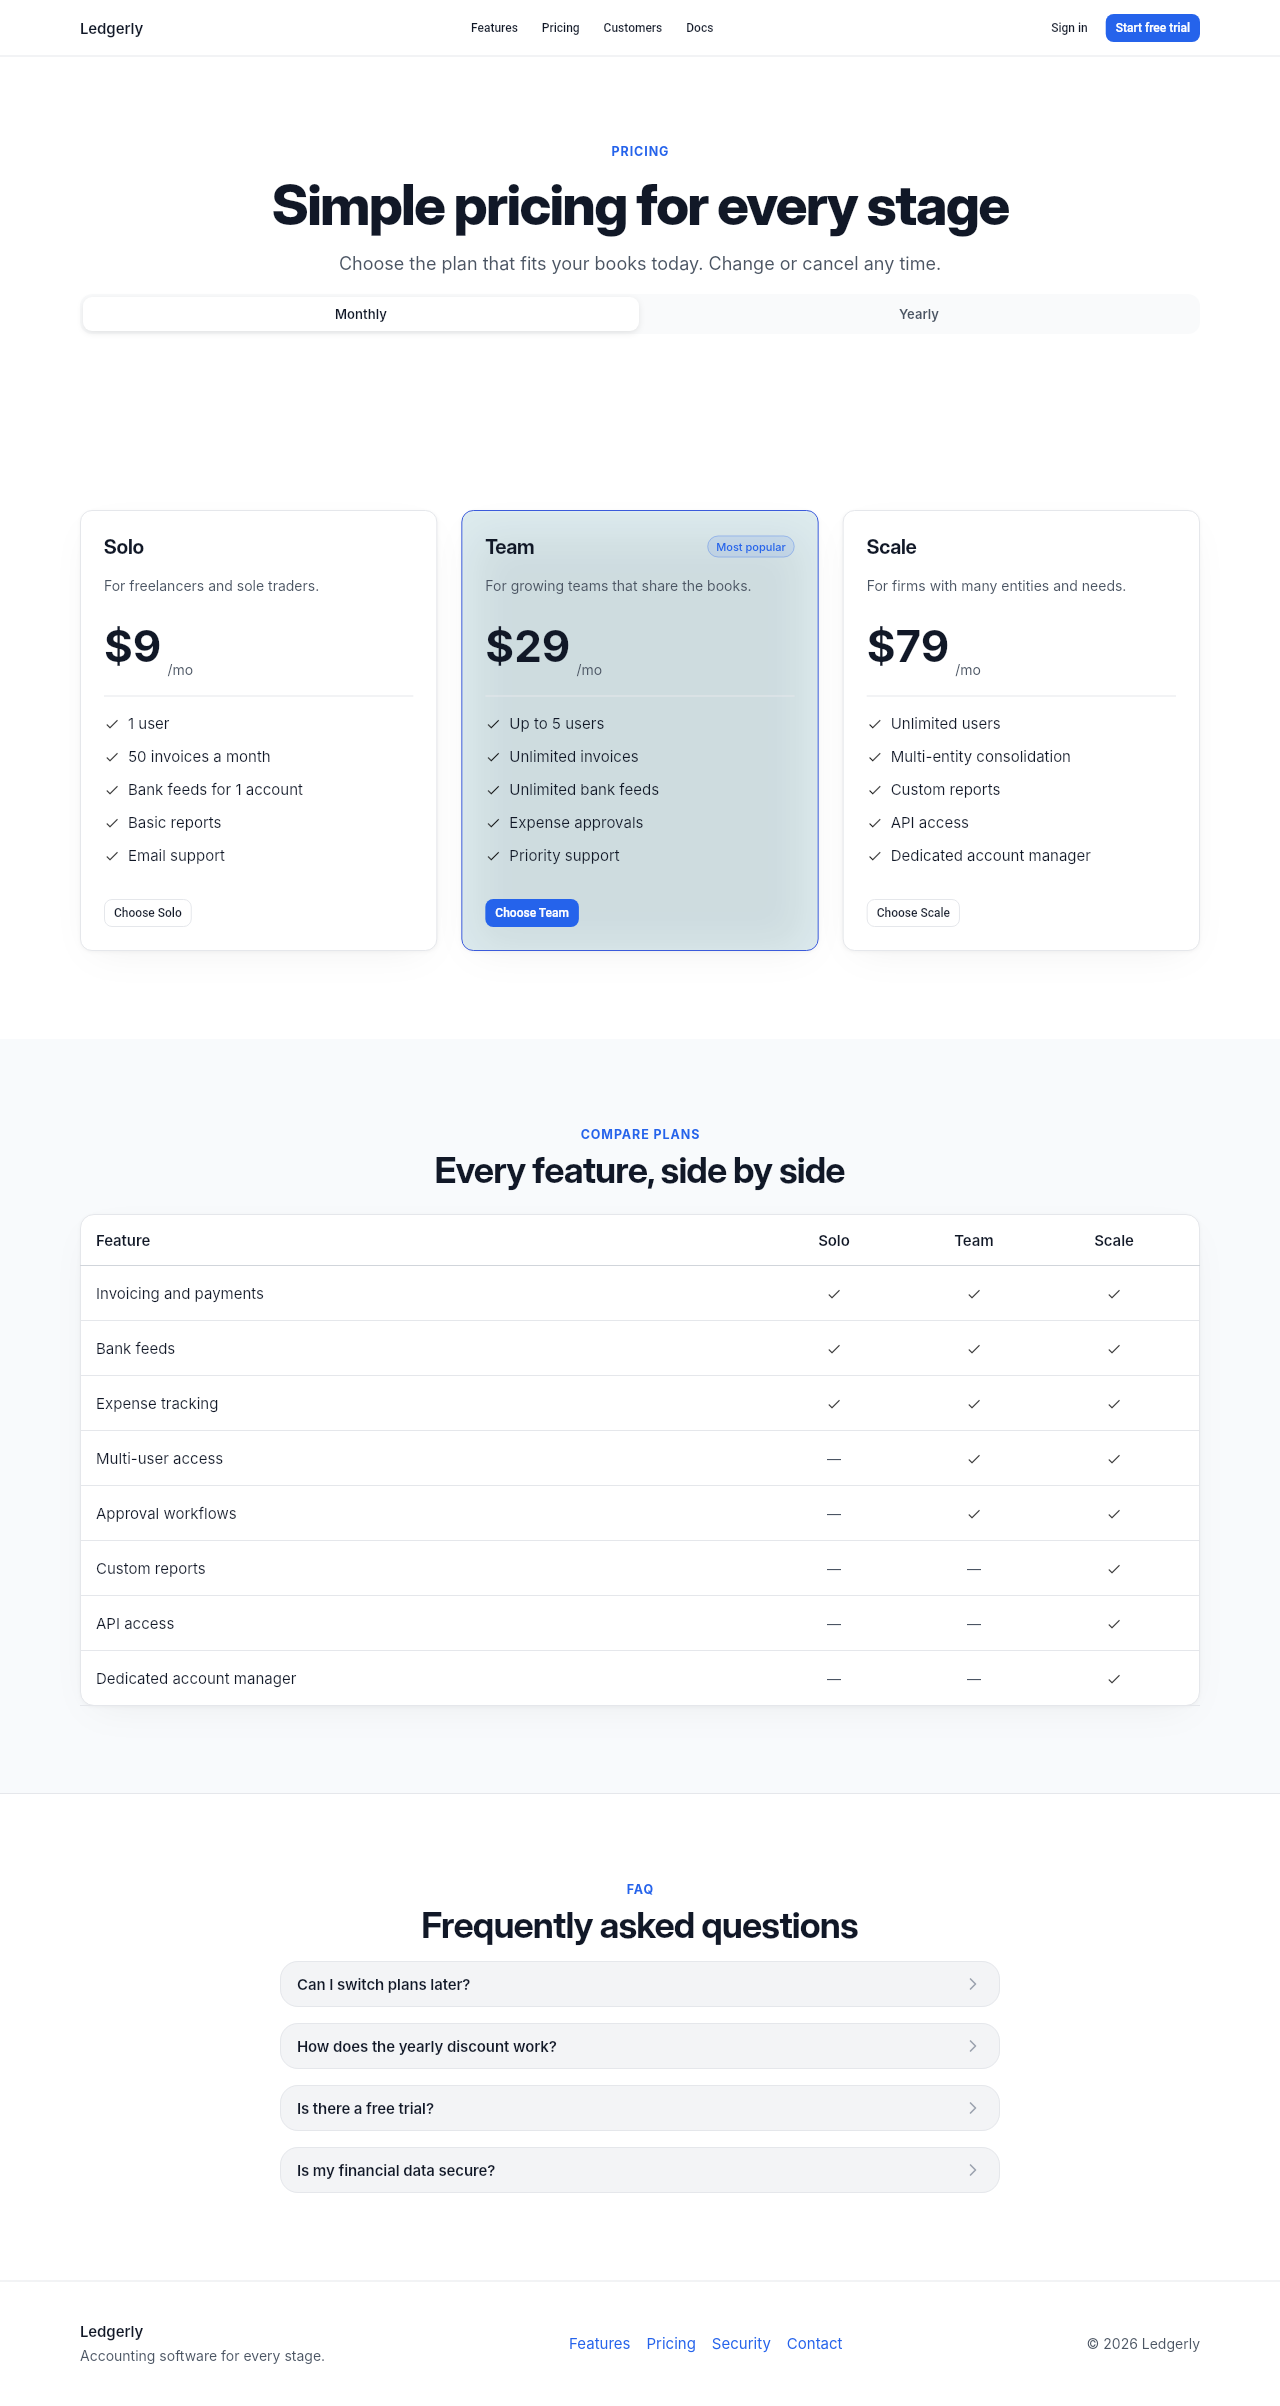 Ledgerly
Features Pricing Customers Docs
Sign in Start free trial
PRICING
Simple pricing for every stage
Choose the plan that fits your books today. Change or cancel any time.
Monthly Yearly
Solo
For freelancers and sole traders.
$9 /mo
1 user
50 invoices a month
Bank feeds for 1 account
Basic reports
Email support
Choose Solo
Team Most popular
For growing teams that share the books.
$29 /mo
Up to 5 users
Unlimited invoices
Unlimited bank feeds
Expense approvals
Priority support
Choose Team
Scale
For firms with many entities and needs.
$79 /mo
Unlimited users
Multi-entity consolidation
Custom reports
API access
Dedicated account manager
Choose Scale
COMPARE PLANS
Every feature, side by side
Feature Solo Team Scale
Invoicing and payments ✓ ✓ ✓
Bank feeds ✓ ✓ ✓
Expense tracking ✓ ✓ ✓
Multi-user access — ✓ ✓
Approval workflows — ✓ ✓
Custom reports — — ✓
API access — — ✓
Dedicated account manager — — ✓
FAQ
Frequently asked questions
Can I switch plans later?
How does the yearly discount work?
Is there a free trial?
Is my financial data secure?
Ledgerly
Accounting software for every stage.
Features Pricing Security Contact
© 2026 Ledgerly